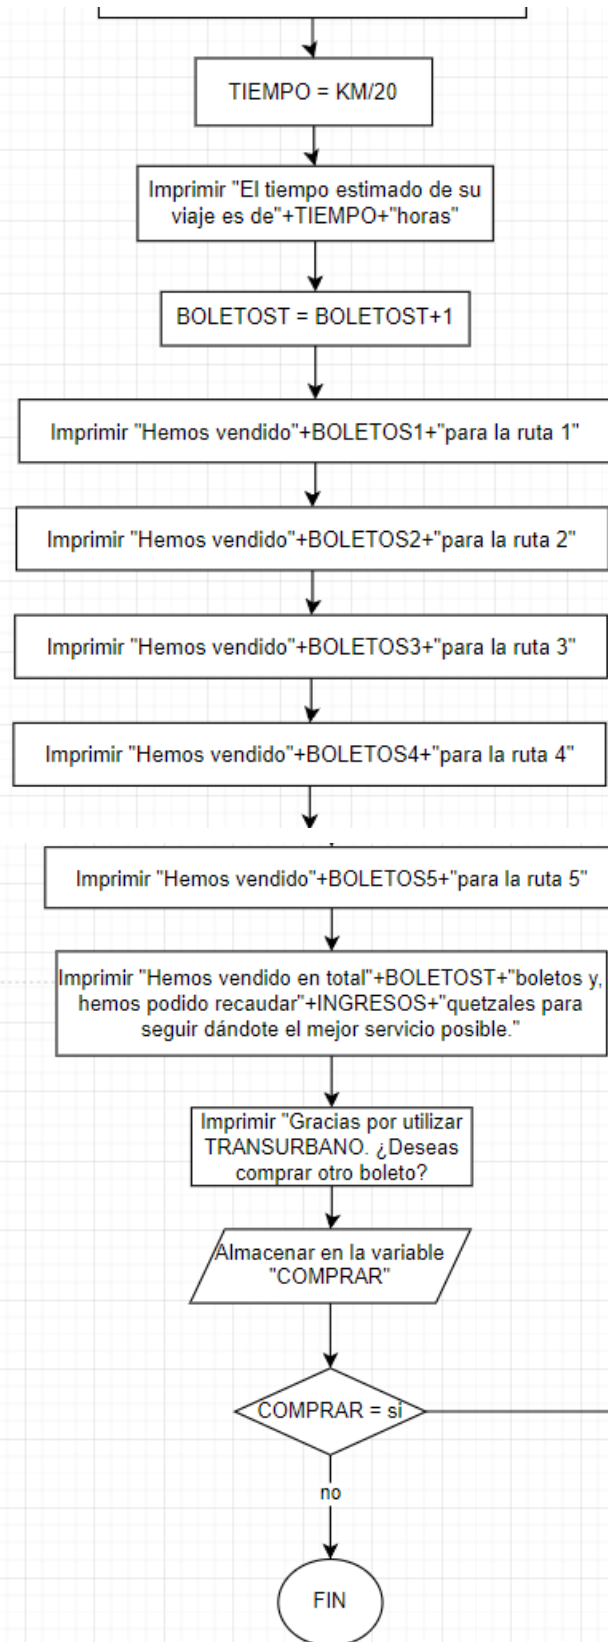 TIEMPO = KM/20
Imprimir "El tiempo estimado de su
viaje es de"+TIEMPO+"horas"
BOLETOST = BOLETOST+1
Imprimir "Hemos vendido"+BOLETOS1+"para la ruta 1"
Imprimir "Hemos vendido"+BOLETOS2+"para la ruta 2"
Imprimir "Hemos vendido"+BOLETOS3+"para la ruta 3"
Imprimir "Hemos vendido"+BOLETOS4+"para la ruta 4"
Imprimir "Hemos vendido"+BOLETOS5+"para la ruta 5"
Imprimir "Hemos vendido en total"+BOLETOST+"boletos y,
hemos podido recaudar"+INGRESOS+"quetzales para
seguir dándote el mejor servicio posible."
Imprimir "Gracias por utilizar
TRANSURBANO. ¿Deseas
comprar otro boleto?
Almacenar en la variable
"COMPRAR"
COMPRAR = sí
no
FIN